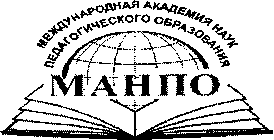 МЕЖДУНАРОДНАЯ АКАДЕМИЯ НАУК
ПЕДАГОГИЧЕСКОГО ОБРАЗОВАНИЯ
МАНПО